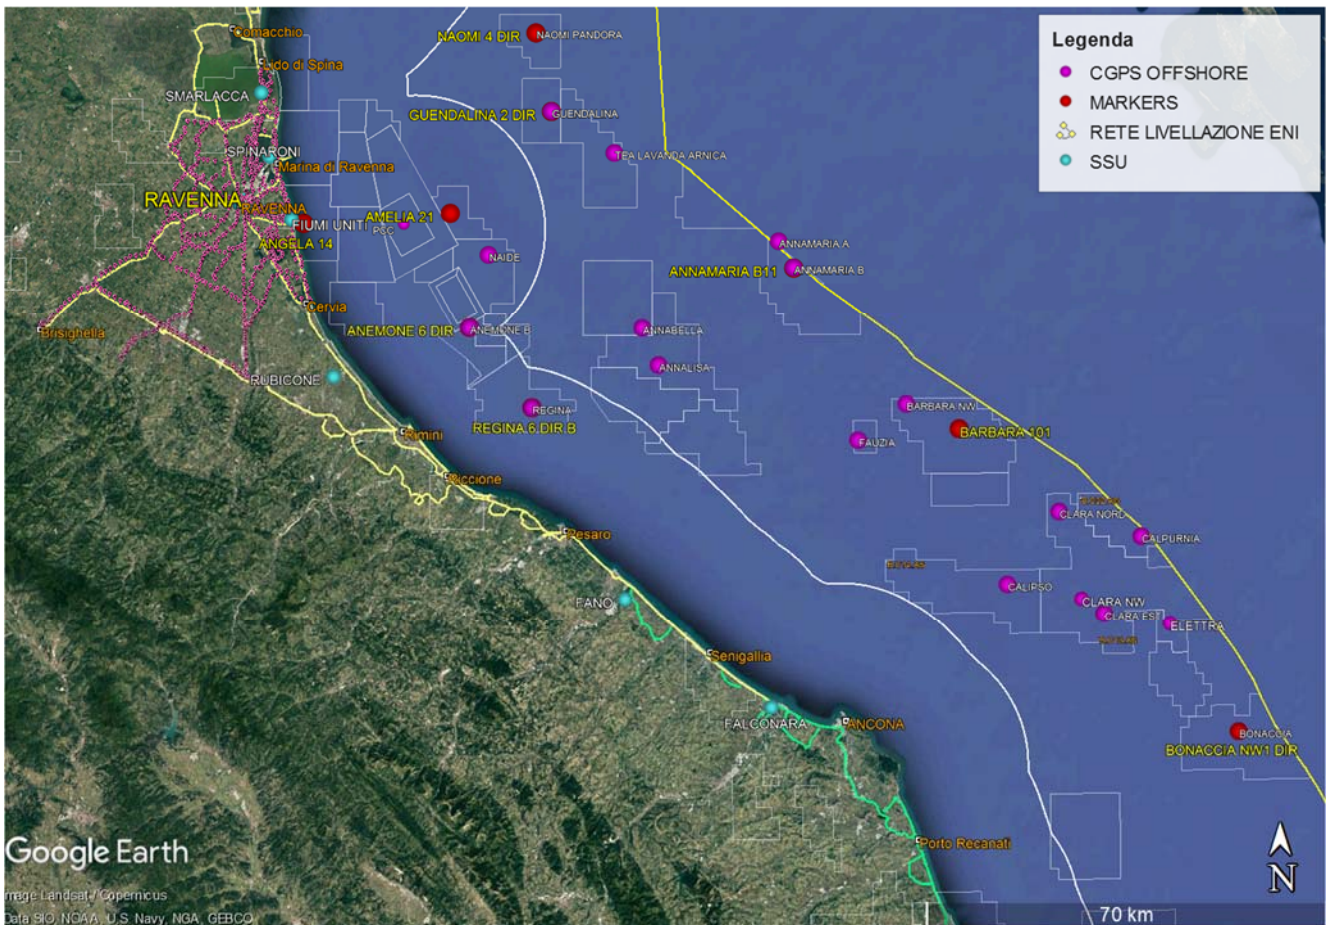 Legenda
CGPS OFFSHORE
MARKERS
RETE LIVELLAZIONE ENI
SSU
Comacchio
NAOMI 4 DIR
NAOMI PANDORA
Lido di Spina
SMARLACCA
GUENDALINA 2 DIR
GUENDALINA
SPINARONI
TEA LAVANDA ARNICA
Marina di Ravenna
RAVENNA
RAVENNA
AMELIA 21
FIUMI UNITI
PCC
ANGELA 14
ANNAMARIA A
NAIDE
ANNAMARIA B11
ANNAMARIA B
Cervia
Brisighella
ANEMONE 6 DIR
ANEMONE B
ANNABELLA
ANNALISA
RUBICONE
REGINA
REGINA 6 DIR B
BARBARA NW
Rimini
BARBARA 101
FAUZIA
Riccione
CLARA NORD
Pesaro
CALPURNIA
CALIPSO
FANO
CLARA NW
CLARA EST
ELETTRA
Senigallia
FALCONARA
ANCONA
BONACCIA
BONACCIA NW1 DIR
Porto Recanati
Google Earth
N
Image Landsat / Copernicus
Data SIO, NOAA, U.S. Navy, NGA, GEBCO
70 km